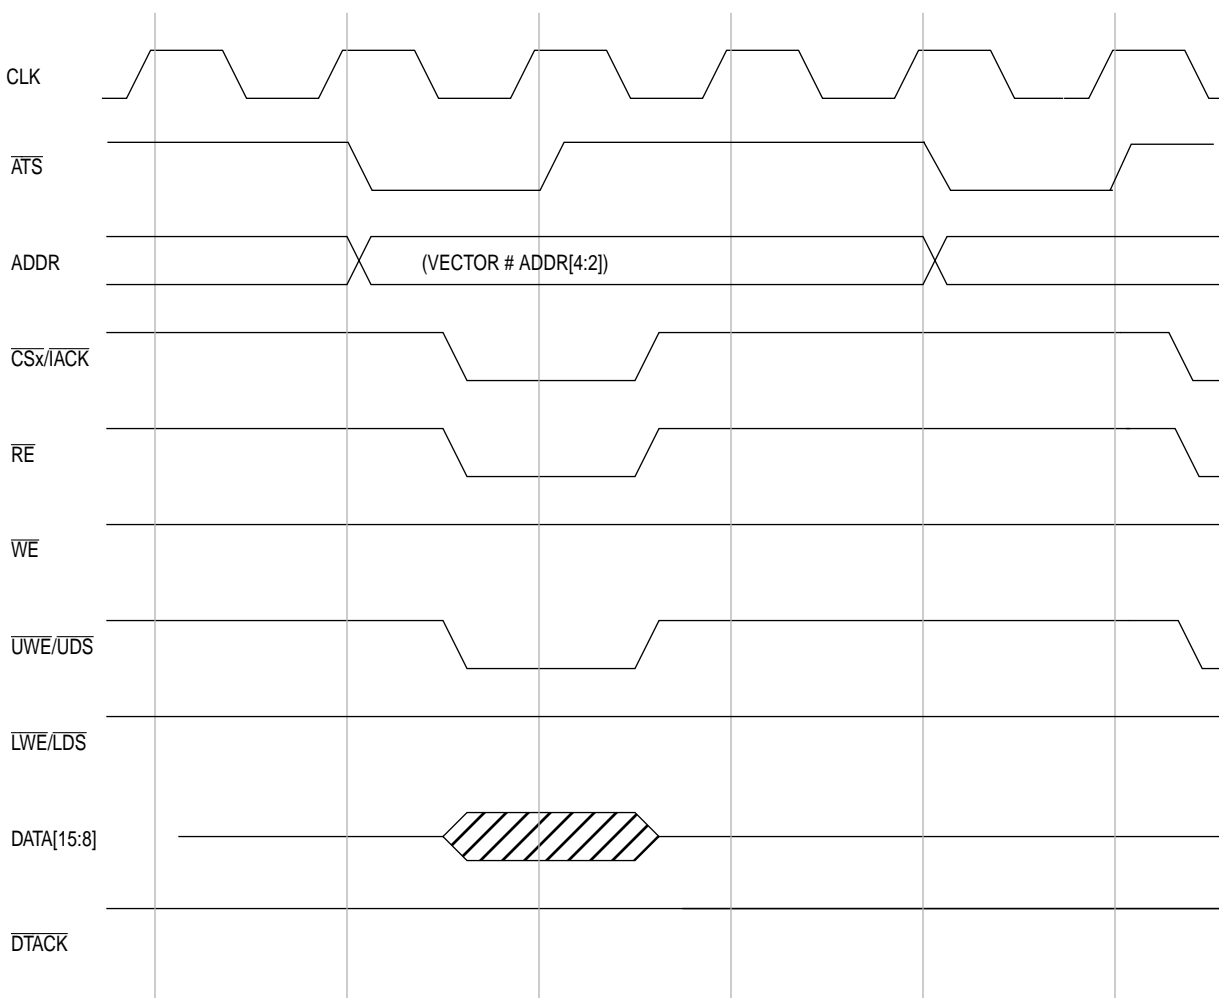 CLK
ATS
ADDR
(VECTOR # ADDR[4:2])
CSx/IACK
RE
WE
UWE/UDS
LWE/LDS
DATA[15:8]
DTACK